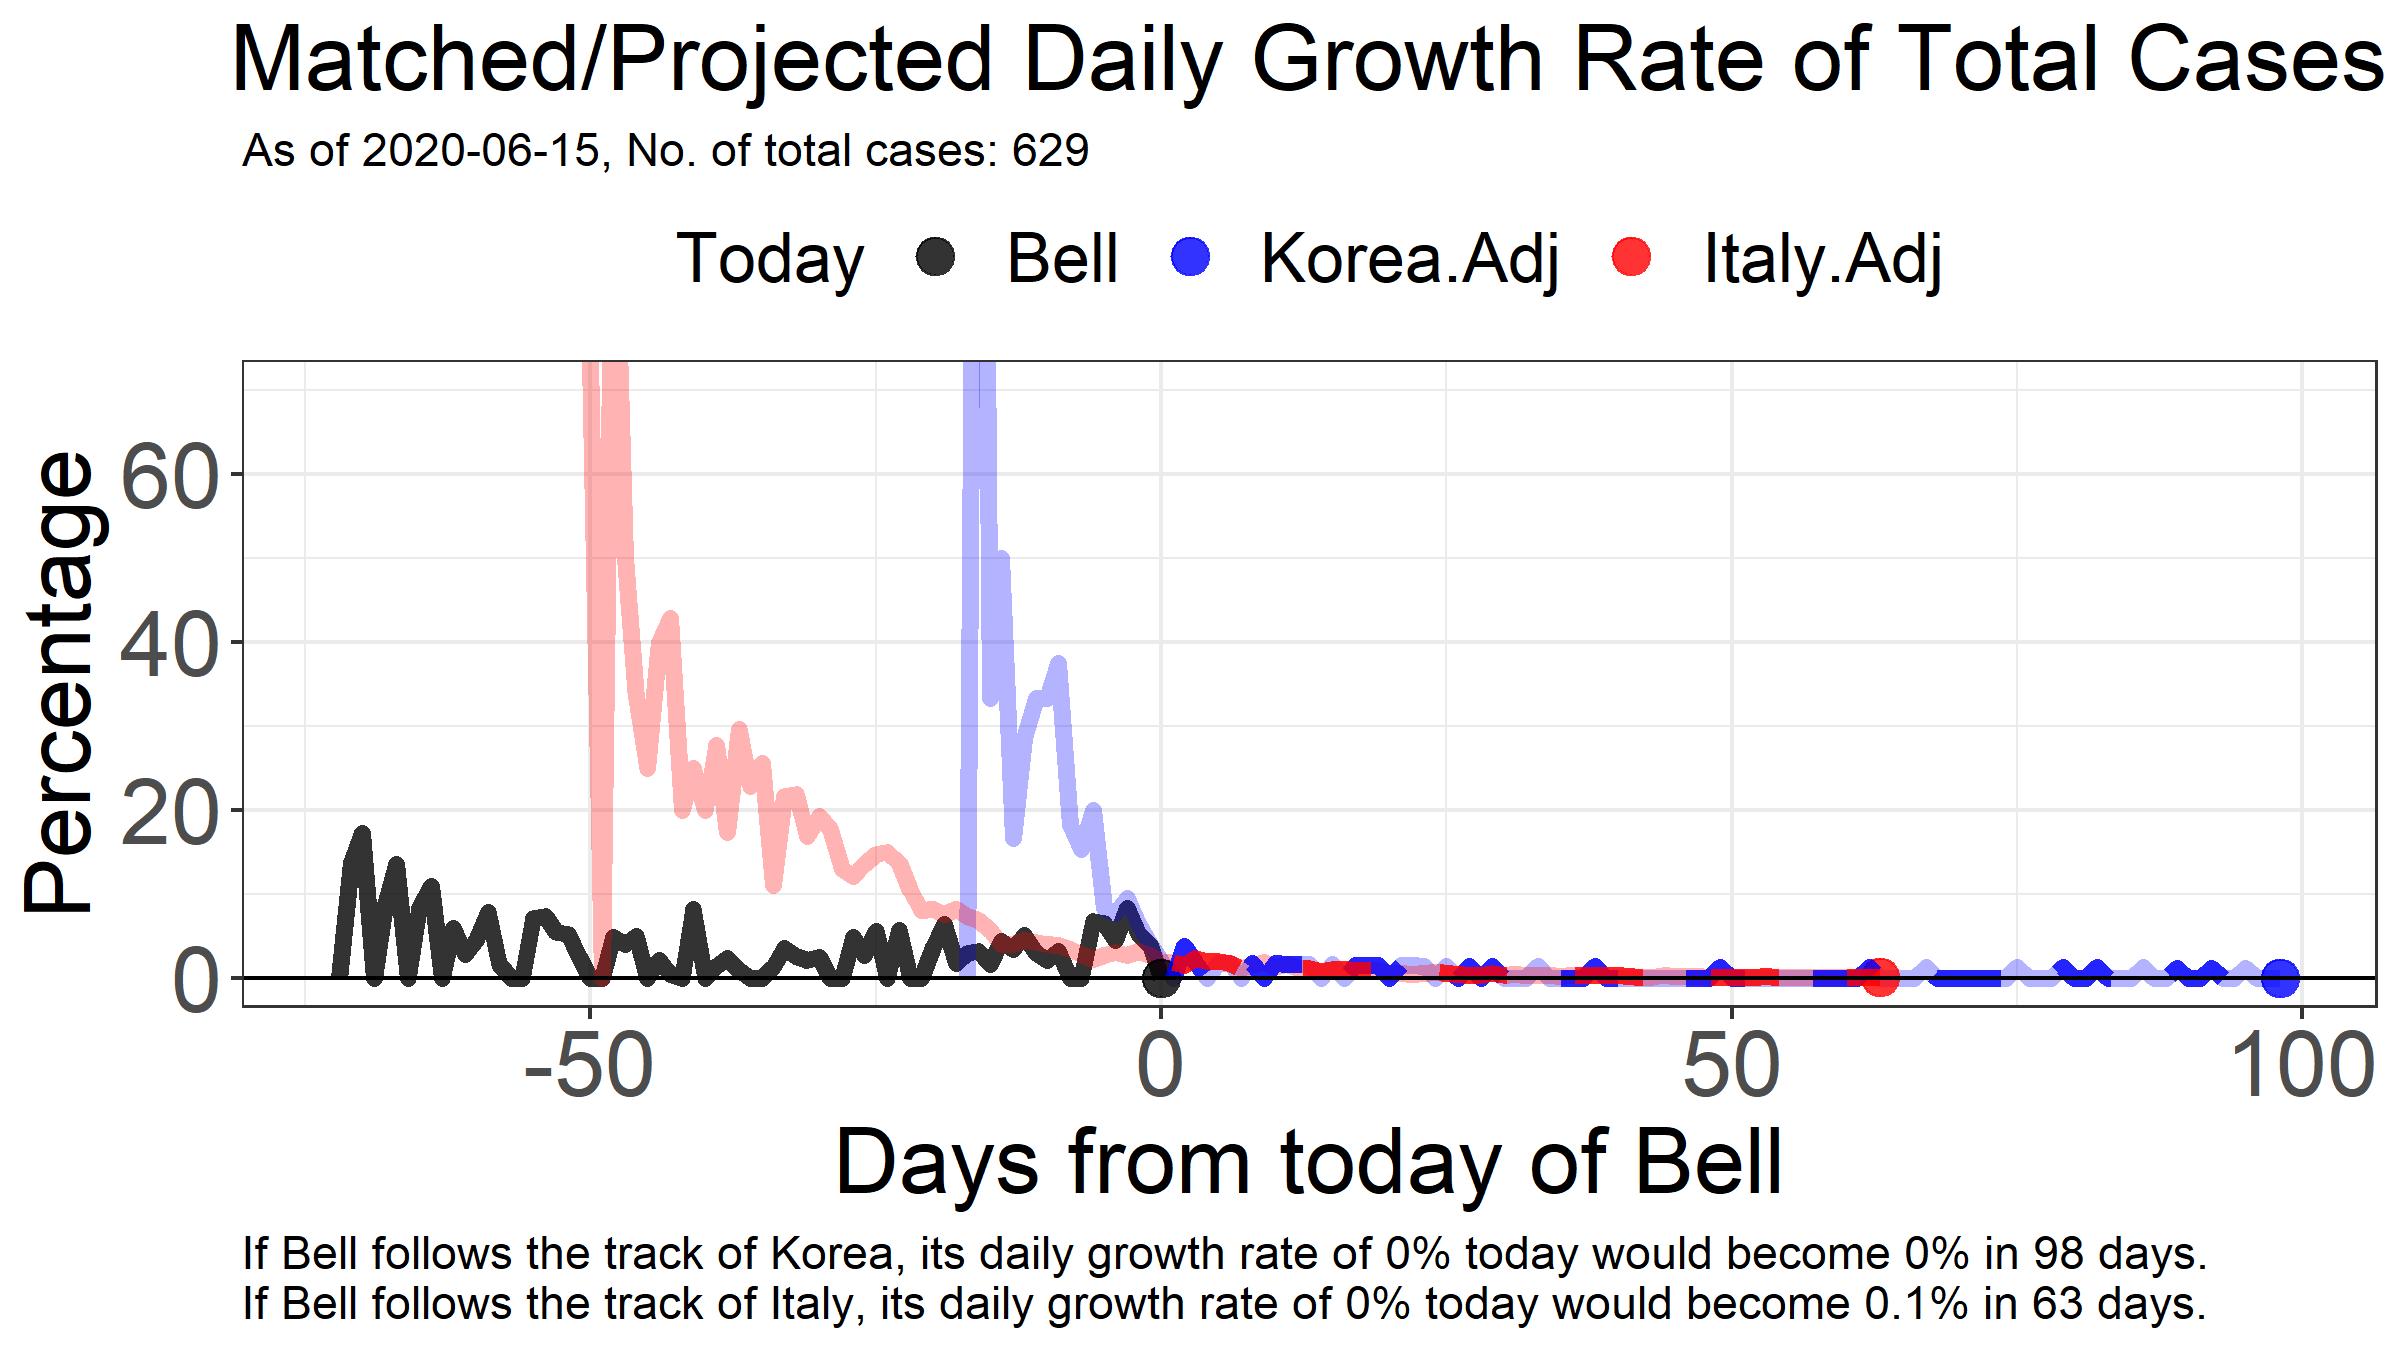 Matched/Projected Daily Growth Rate of Total Cases
As of 2020-06-15, No. of total cases: 629
Today Bell Korea.Adj Italy.Adj
Percentage
60
40
20
0
-50 0 50 100
Days from today of Bell
If Bell follows the track of Korea, its daily growth rate of 0% today would become 0% in 98 days.
If Bell follows the track of Italy, its daily growth rate of 0% today would become 0.1% in 63 days.